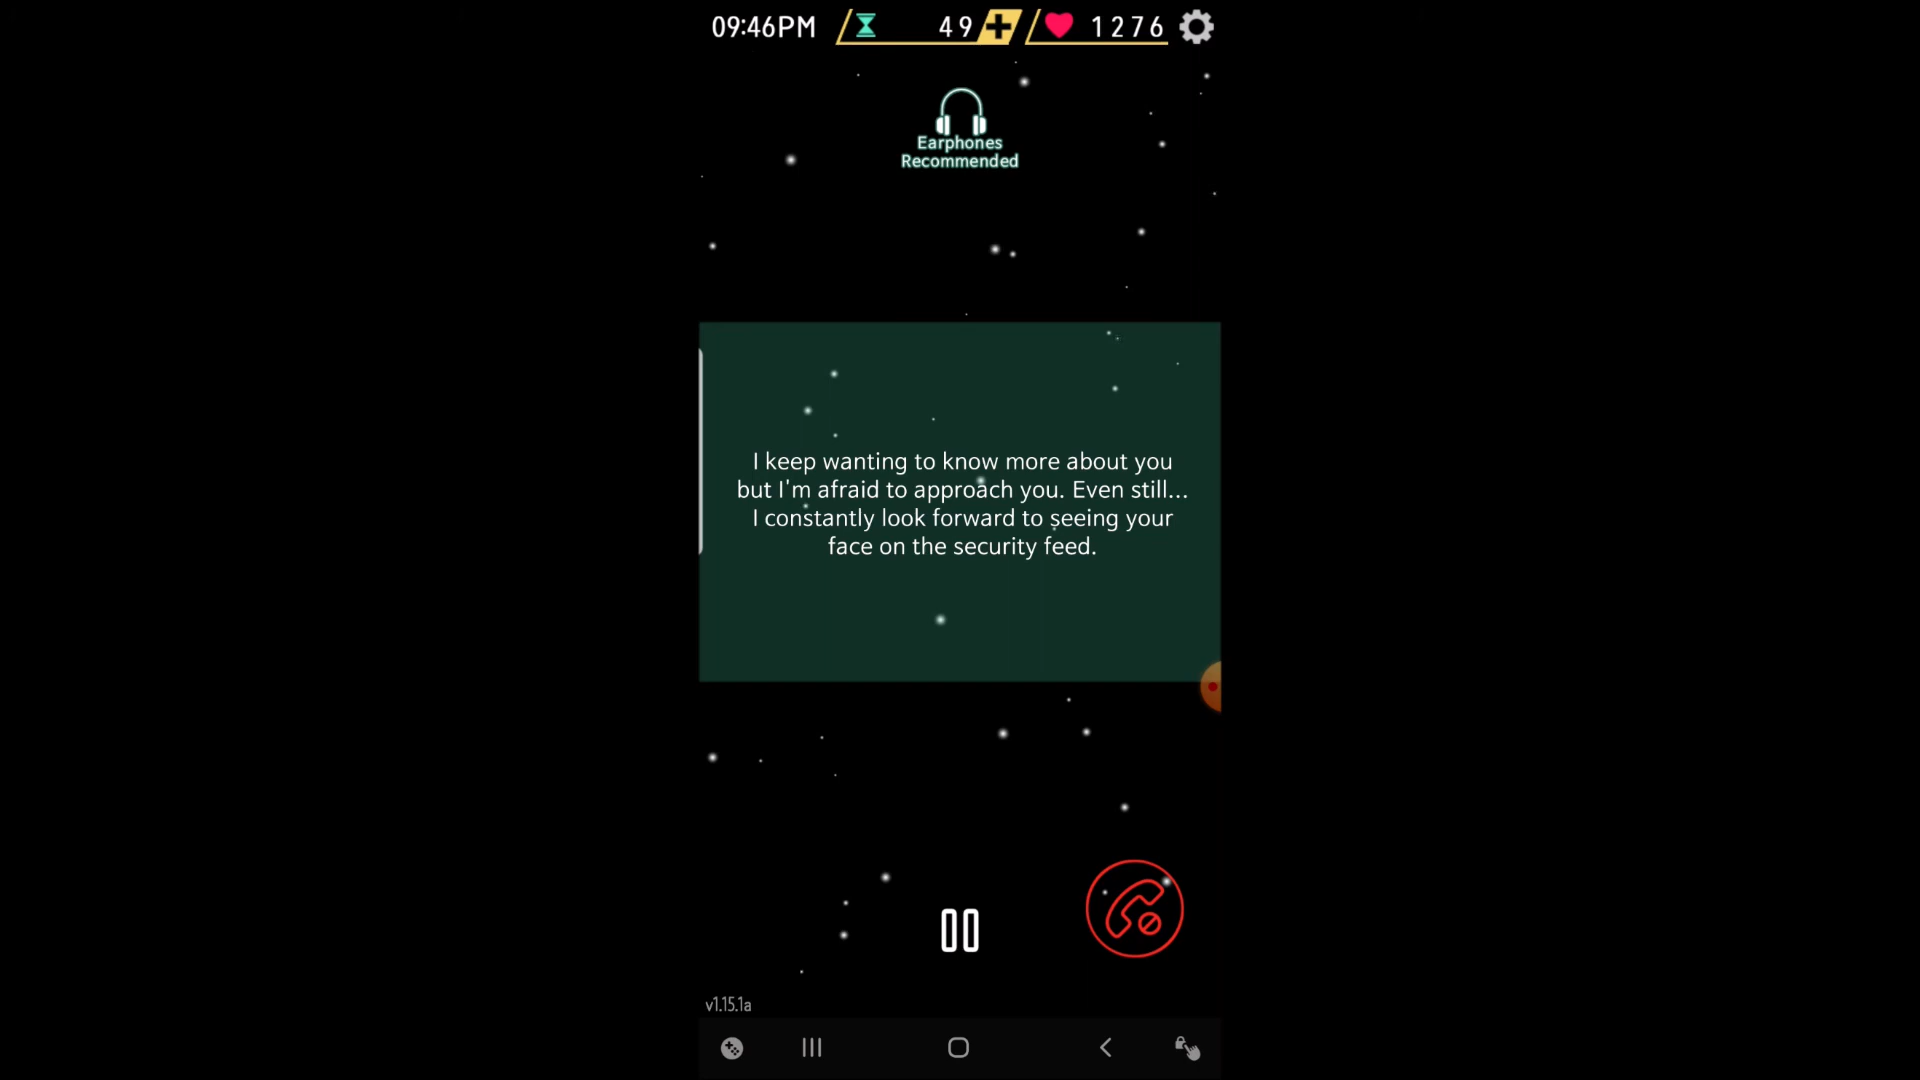 09:46PM 49 1276
Earphones
Recommended
I keep wanting to know more about you
but I'm afraid to approach you. Even still...
I constantly look forward to seeing your
face on the security feed.
v1.15.1a